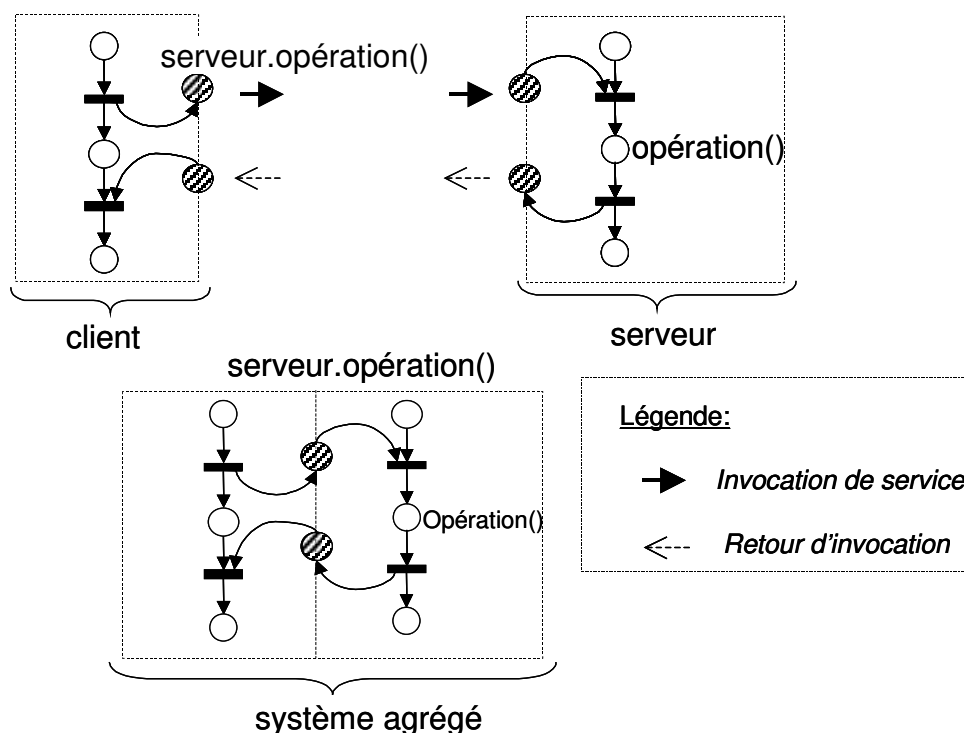 serveur.opération()
opération()
client
serveur
serveur.opération()
Opération()
système agrégé
Légende:
Invocation de service
Retour d'invocation